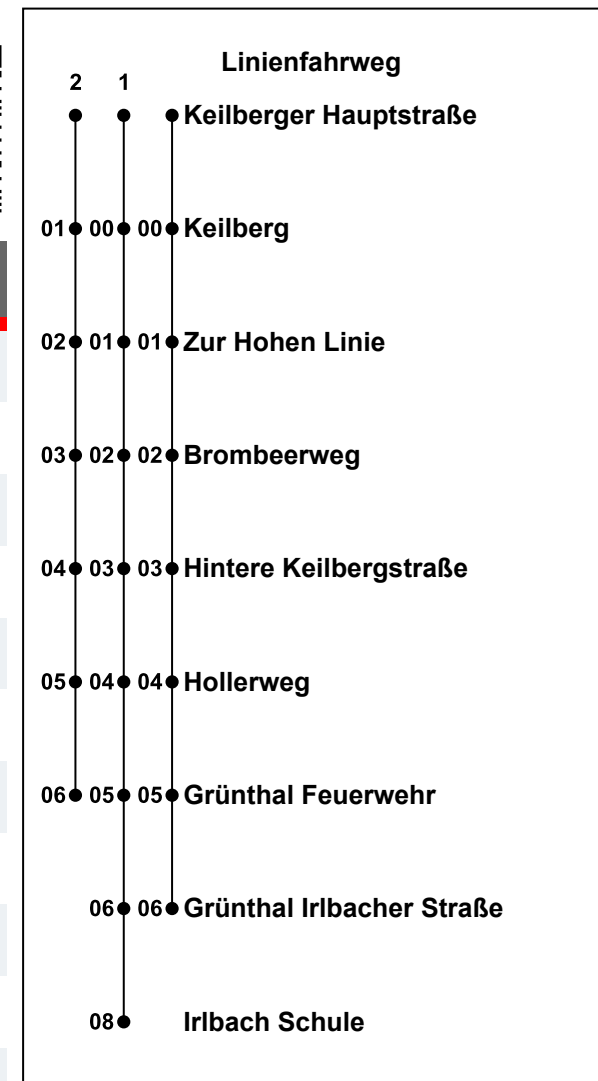 Linienfahrweg
2 1
Keilberger Hauptstraße
01 00 00 Keilberg
02 01 01 Zur Hohen Linie
03 02 02 Brombeerweg
04 03 03 Hintere Keilbergstraße
05 04 04 Hollerweg
06 05 05 Grünthal Feuerwehr
06 06 Grünthal Irlbacher Straße
08 Irlbach Schule